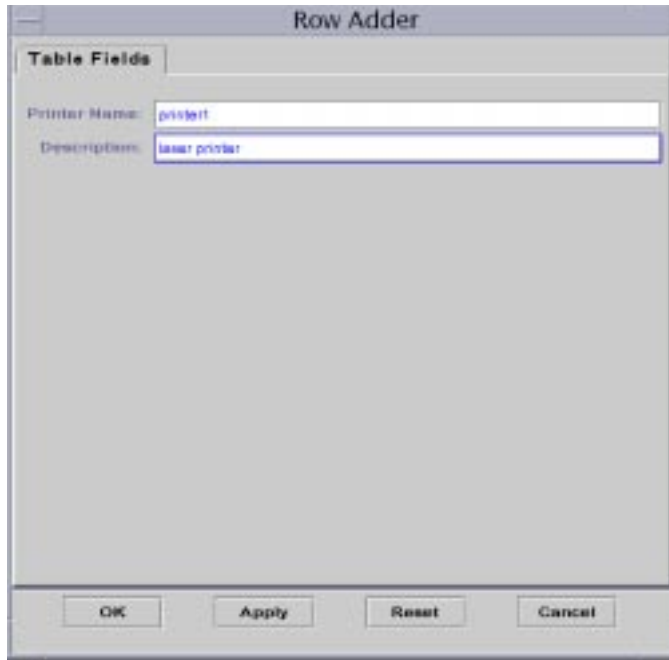 Row Adder
Table Fields
Printer Name: printer1
Description: laser printer
OK Apply Reset Cancel